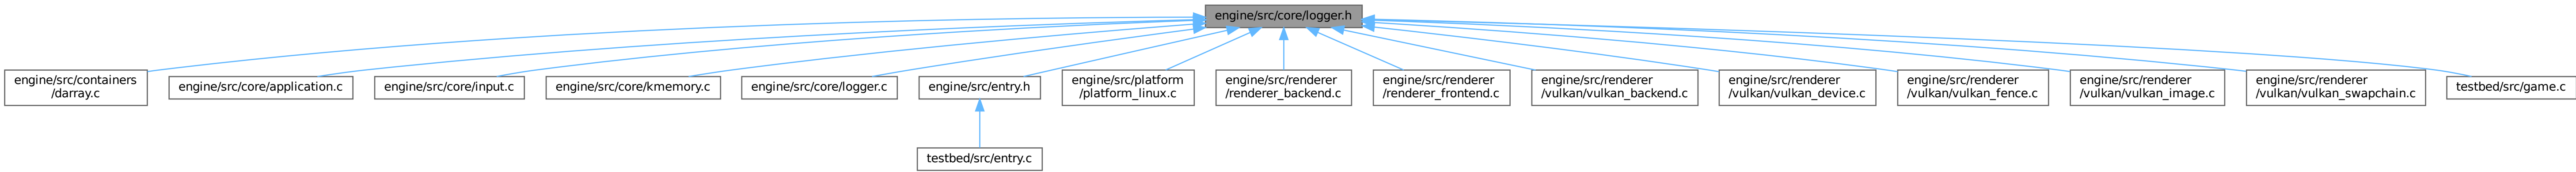 engine/src/core/logger.h
engine/src/containers
/darray.c
engine/src/core/application.c
engine/src/core/input.c
engine/src/core/kmemory.c
engine/src/core/logger.c
engine/src/entry.h
engine/src/platform
/platform_linux.c
engine/src/renderer
/renderer_backend.c
engine/src/renderer
/renderer_frontend.c
engine/src/renderer
/vulkan/vulkan_backend.c
engine/src/renderer
/vulkan/vulkan_device.c
engine/src/renderer
/vulkan/vulkan_fence.c
engine/src/renderer
/vulkan/vulkan_image.c
engine/src/renderer
/vulkan/vulkan_swapchain.c
testbed/src/game.c
testbed/src/entry.c